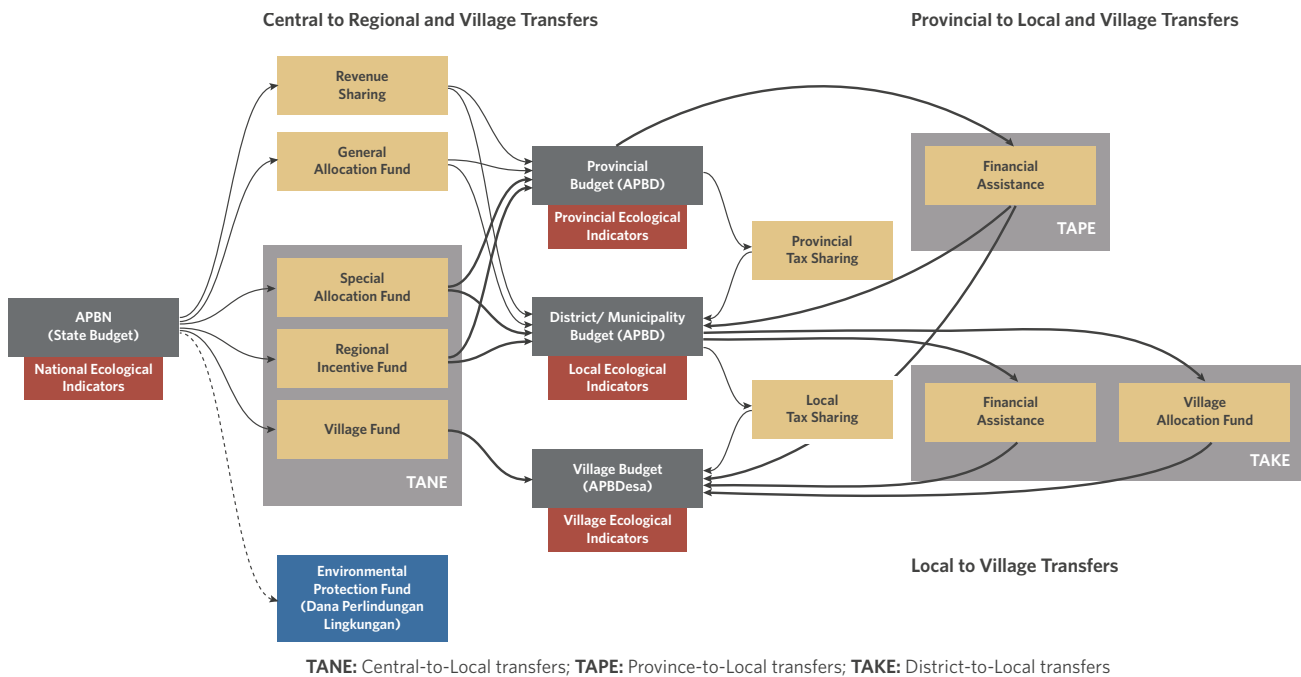 Central to Regional and Village Transfers
Provincial to Local and Village Transfers
Revenue
Sharing
General
Allocation Fund
Provincial
Budget (APBD)
Provincial Ecological
Indicators
Financial
Assistance
TAPE
Provincial
Tax Sharing
Special
Allocation Fund
APBN
(State Budget)
National Ecological
Indicators
Regional
Incentive Fund
Village Fund
TANE
District/ Municipality
Budget (APBD)
Local Ecological
Indicators
Local
Tax Sharing
Financial
Assistance
Village
Allocation Fund
TAKE
Village Budget
(APBDesa)
Village Ecological
Indicators
Environmental
Protection Fund
(Dana Perlindungan
Lingkungan)
Local to Village Transfers
TANE: Central-to-Local transfers; TAPE: Province-to-Local transfers; TAKE: District-to-Local transfers